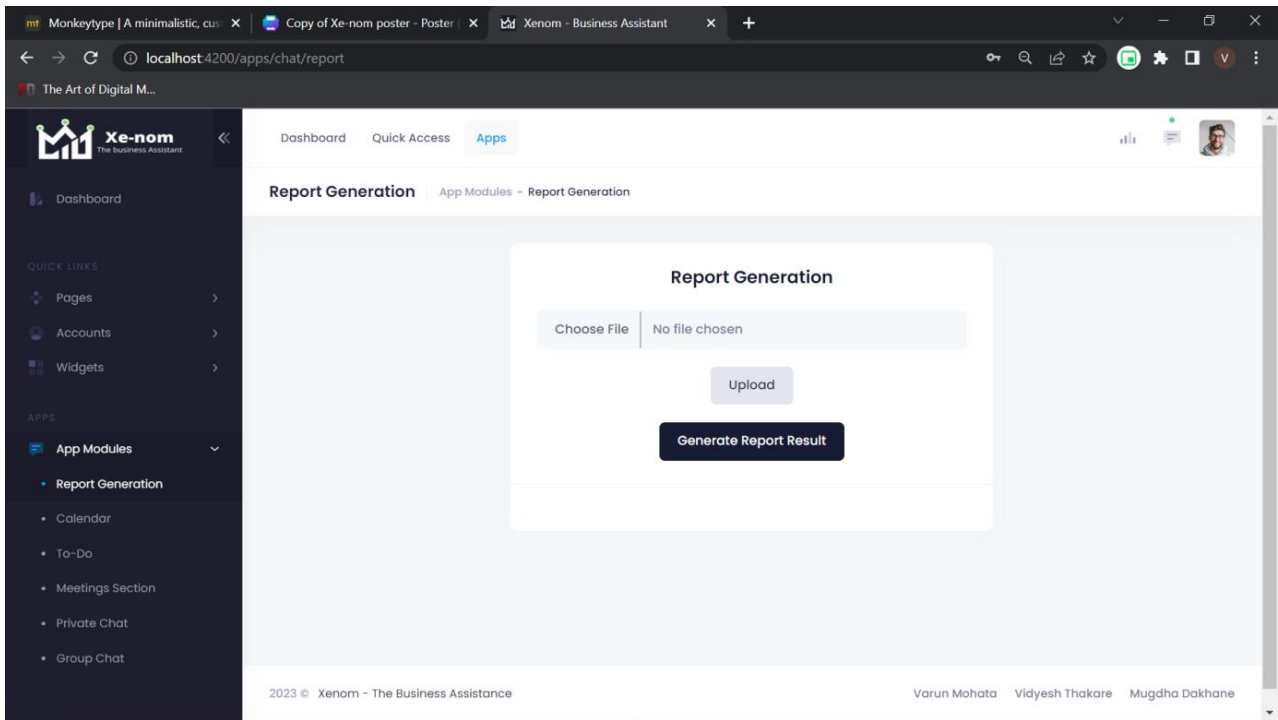 Monkeytype | A minimalistic, cus
Copy of Xe-nom poster - Poster (
Xenom - Business Assistant
localhost:4200/apps/chat/report
The Art of Digital M...
Xe-nom
The business Assistant
Dashboard Quick Access Apps
Report Generation App Modules - Report Generation
Dashboard
QUICK LINKS
Pages
Accounts
Widgets
APPS
App Modules
Report Generation
Calendar
To-Do
Meetings Section
Private Chat
Group Chat
Report Generation
Choose File No file chosen
Upload
Generate Report Result
2023 © Xenom - The Business Assistance
Varun Mohata Vidyesh Thakare Mugdha Dakhane